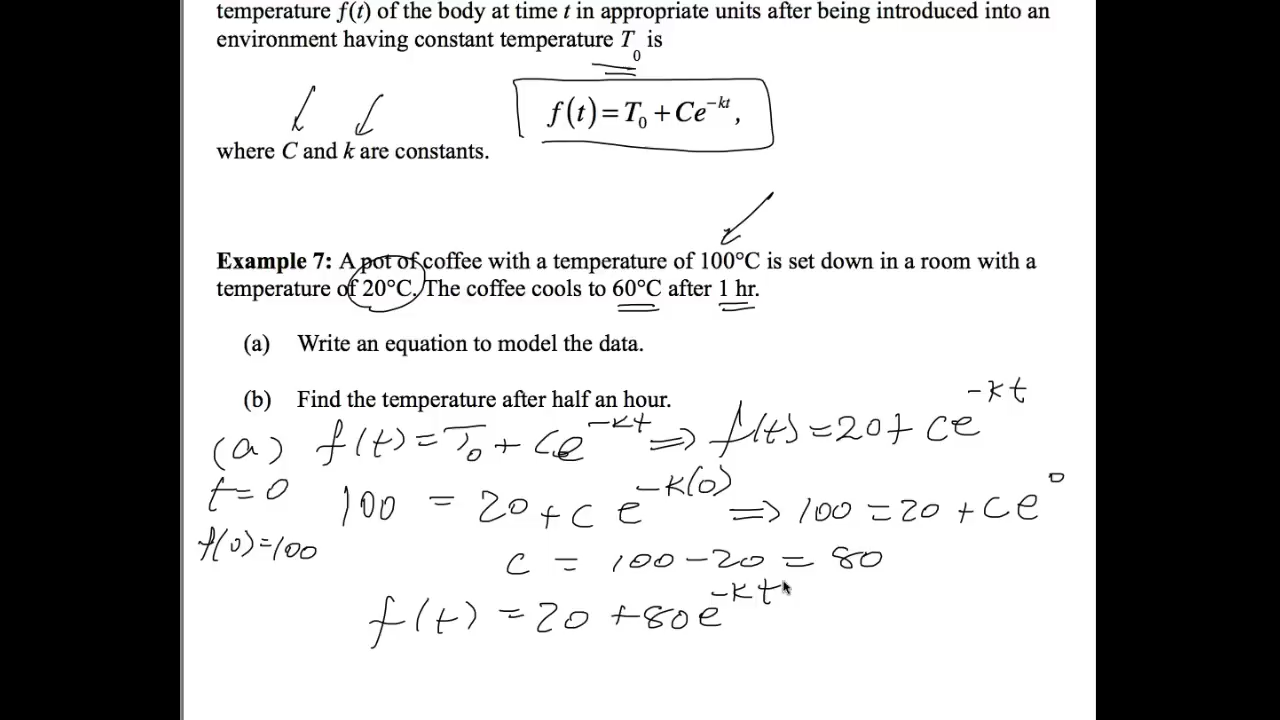 temperature f(t) of the body at time t in appropriate units after being introduced into an
environment having constant temperature T₀ is
f(t) = T₀ + Ce⁻ᵏᵗ,
where C and k are constants.
Example 7: A pot of coffee with a temperature of 100°C is set down in a room with a
temperature of 20°C. The coffee cools to 60°C after 1 hr.
(a) Write an equation to model the data.
(b) Find the temperature after half an hour.
(a) f(t) = T₀ + Ce^-kt ⇒ f(t) = 20 + Ce^-kt
t=0 100 = 20 + C e^-k(0) ⇒ 100 = 20 + Ce^0
f(0)=100
C = 100 - 20 = 80
f(t) = 20 + 80e^-kt